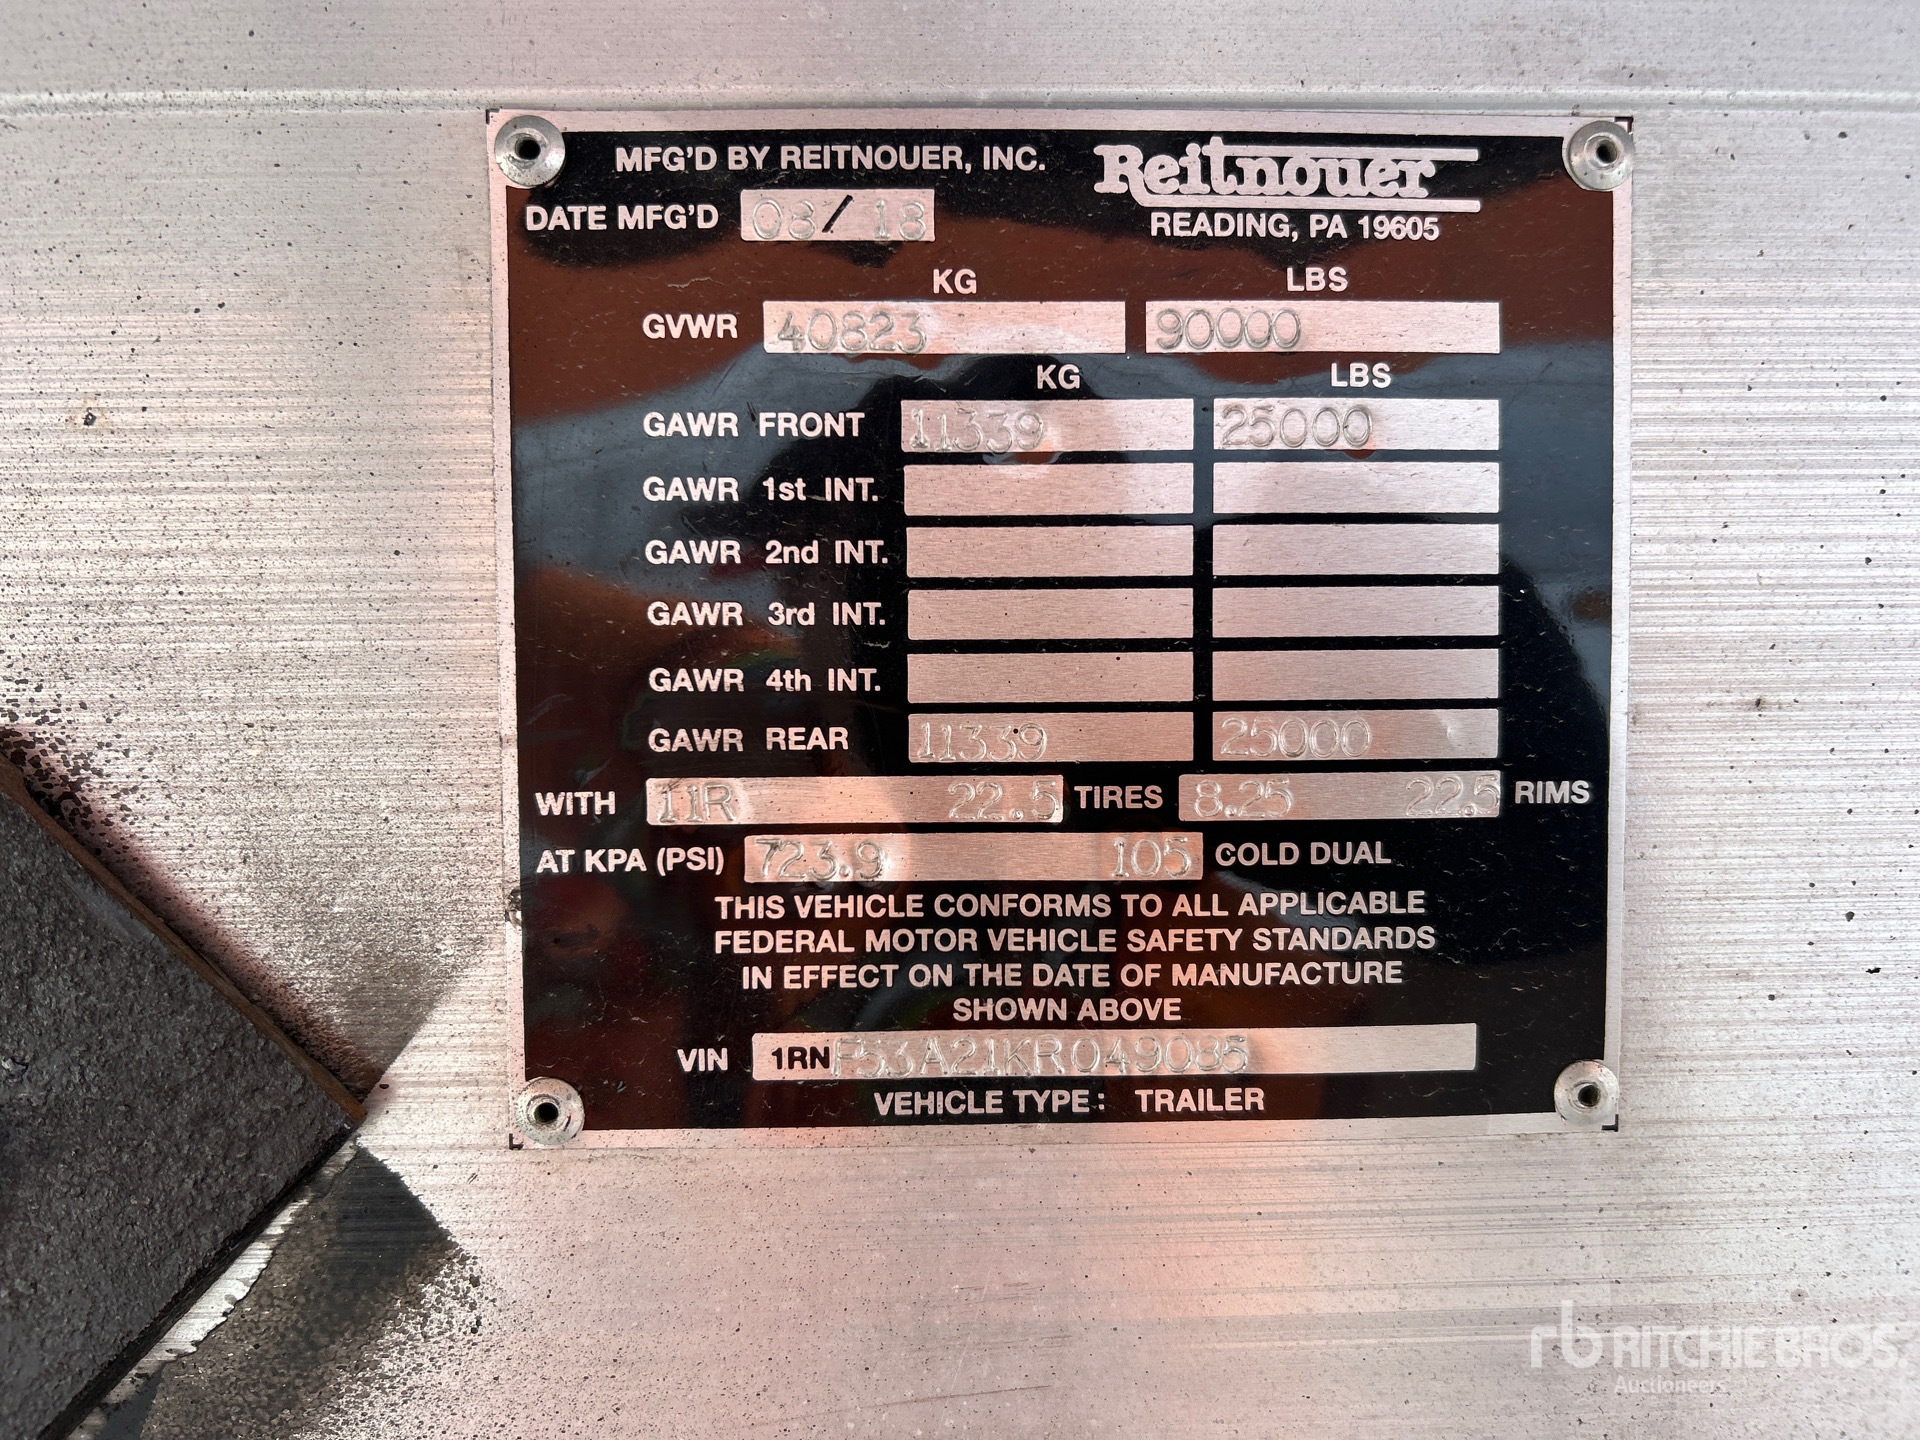 MFG'D BY REITNOUER, INC.
Reitnouer
DATE MFG'D 08/18
READING, PA 19605
KG LBS
GVWR 40823 90000
KG LBS
GAWR FRONT 11339 25000
GAWR 1st INT.
GAWR 2nd INT.
GAWR 3rd INT.
GAWR 4th INT.
GAWR REAR 11339 25000
WITH 11R 22.5 TIRES 8.25 22.5 RIMS
AT KPA (PSI) 723.9 105 COLD DUAL
THIS VEHICLE CONFORMS TO ALL APPLICABLE
FEDERAL MOTOR VEHICLE SAFETY STANDARDS
IN EFFECT ON THE DATE OF MANUFACTURE
SHOWN ABOVE
VIN 1RNF53A21KR049085
VEHICLE TYPE: TRAILER
rb RITCHIE BROS.
Auctioneers